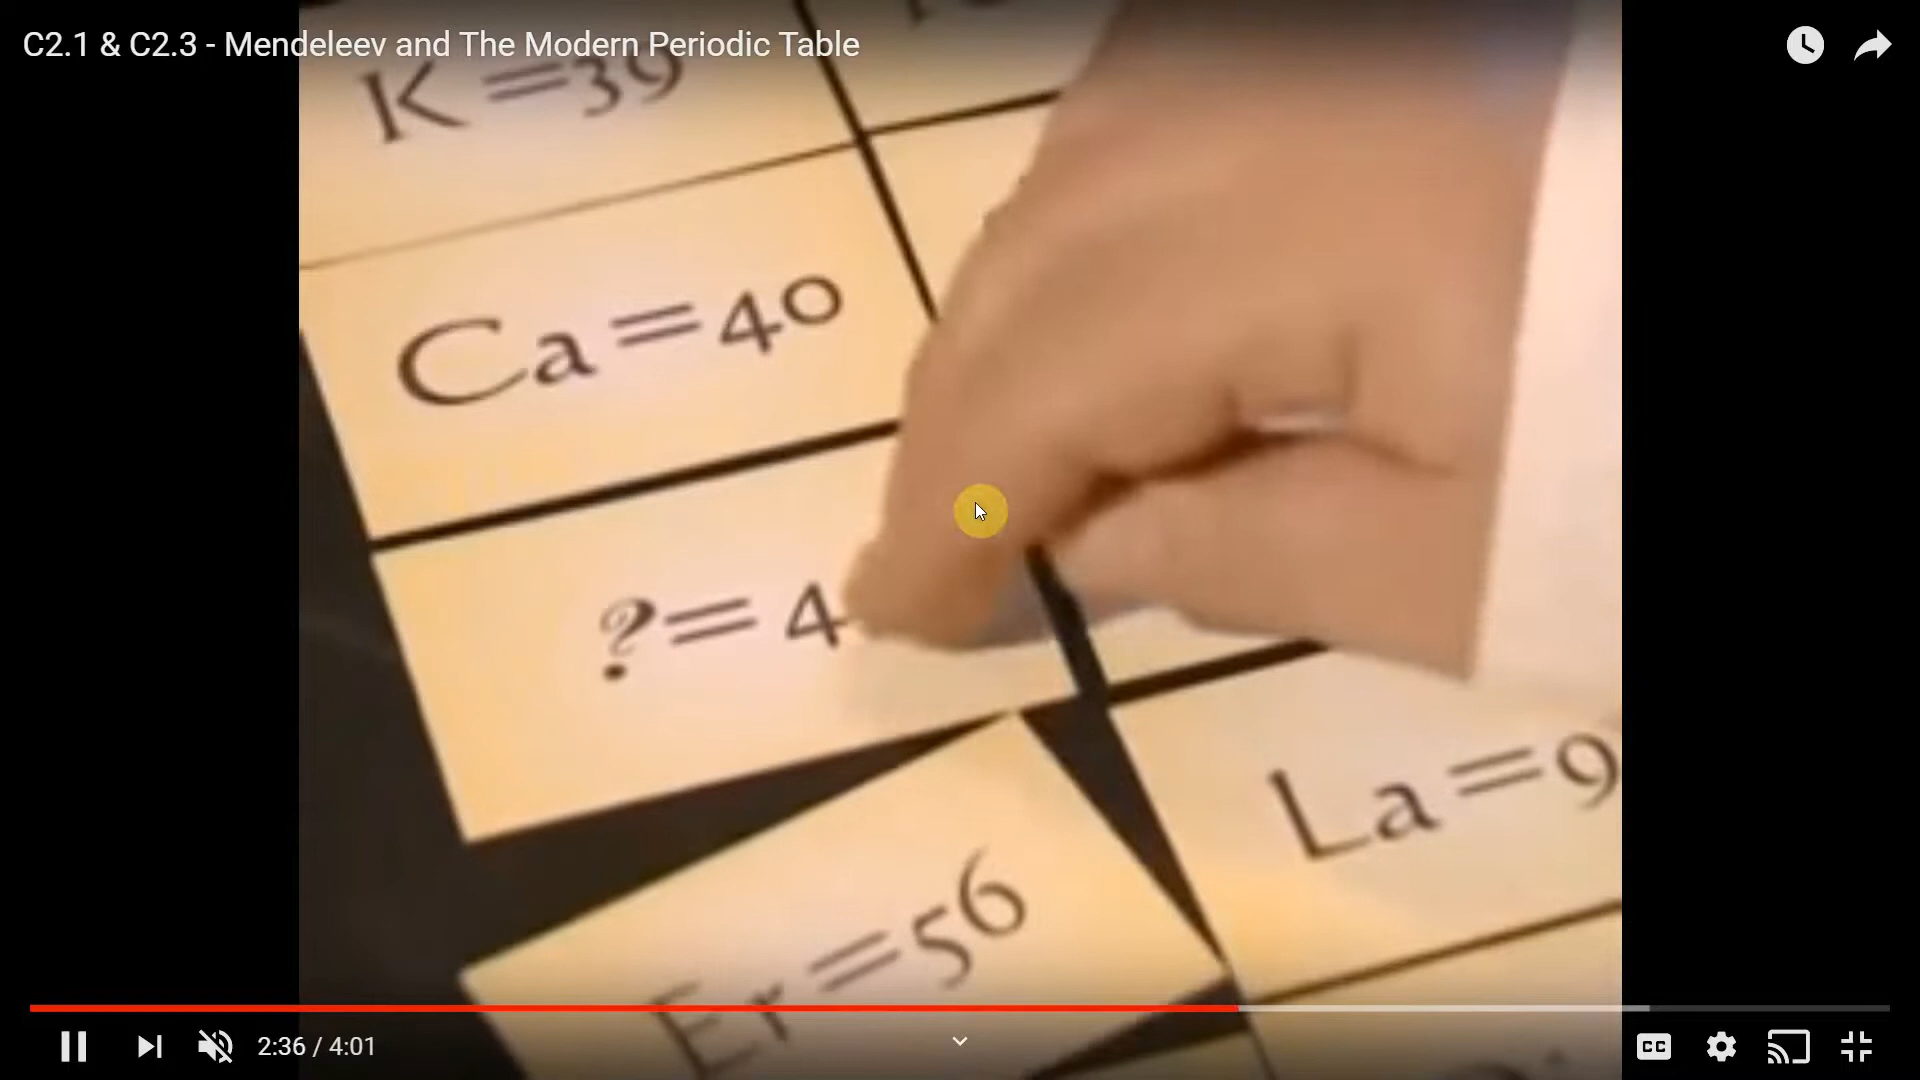 C2.1 & C2.3 - Mendeleev and The Modern Periodic Table
K=39
Ca=40
?=4
La=9
Er=56
2:36 / 4:01
CC